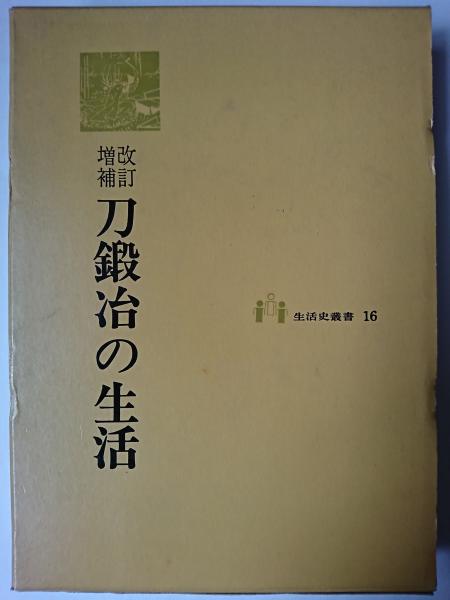 改訂
増補
刀鍛冶の生活
生活史叢書 16